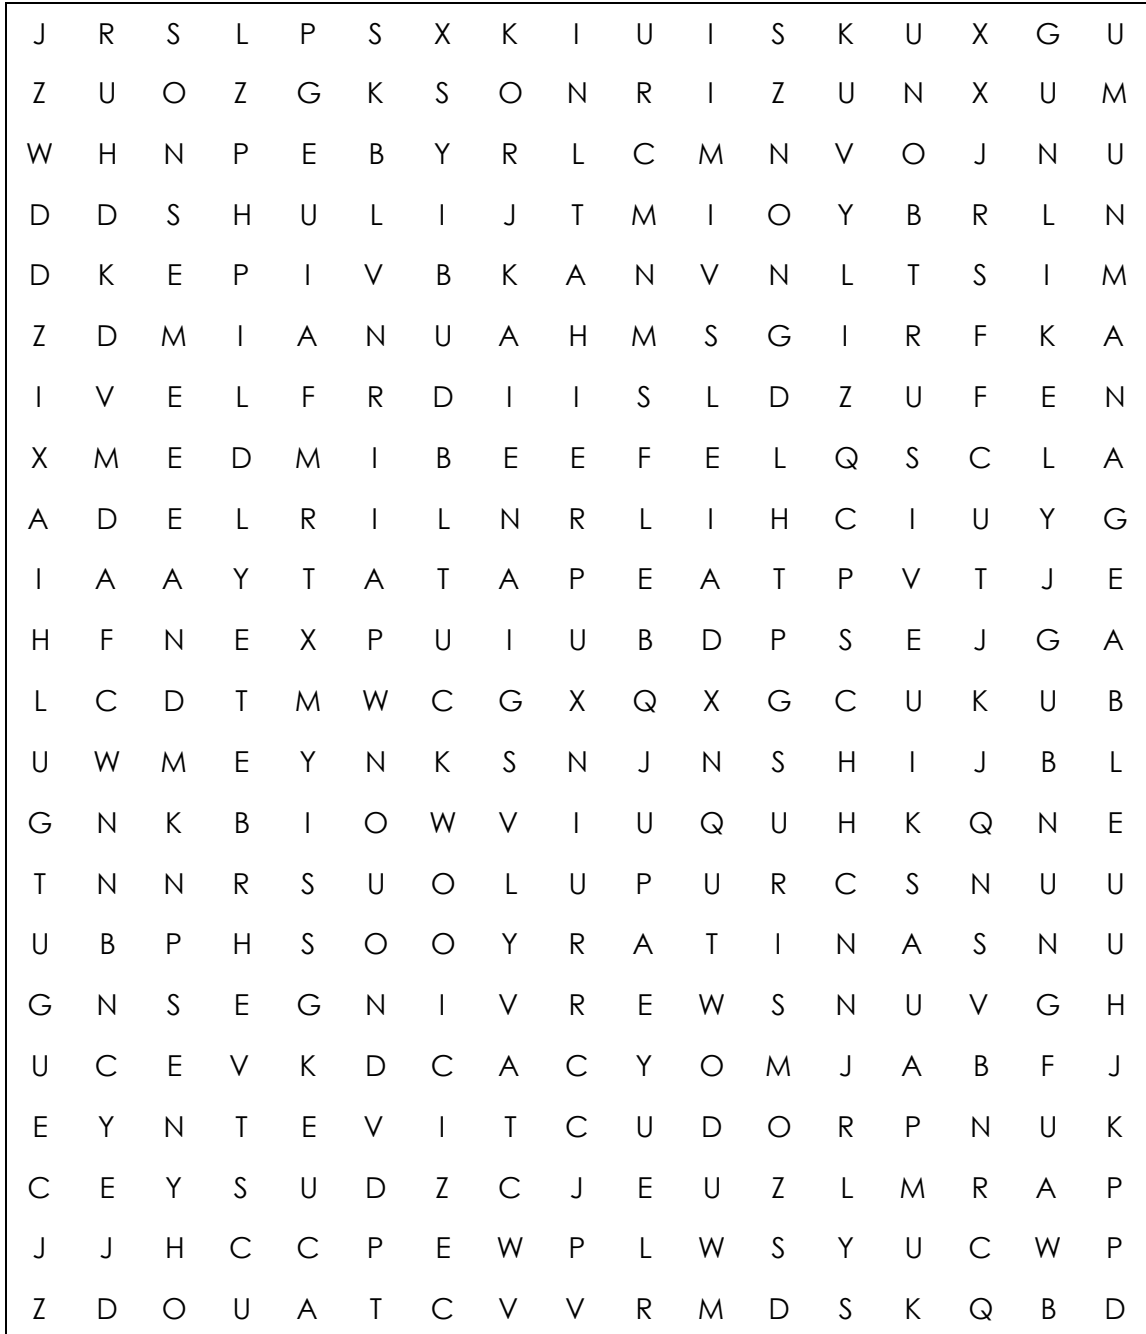 J R S L P S X K I U I S K U X G U
Z U O Z G K S O N R I Z U N X U M
W H N P E B Y R L C M N V O J N U
D D S H U L I J T M I O Y B R L N
D K E P I V B K A N V N L T S I M
Z D M I A N U A H M S G I R F K A
I V E L F R D I I S L D Z U F E N
X M E D M I B E E F E L Q S C L A
A D E L R I L N R L I H C I U Y G
I A A Y T A T A P E A T P V T J E
H F N E X P U I U B D P S E J G A
L C D T M W C G X Q X G C U K U B
U W M E Y N K S N J N S H I J B L
G N K B I O W V I U Q U H K Q N E
T N N R S U O L U P U R C S N U U
U B P H S O O Y R A T I N A S N U
G N S E G N I V R E W S N U V G H
U C E V K D C A C Y O M J A B F J
E Y N T E V I T C U D O R P N U K
C E Y S U D Z C J E U Z L M R A P
J J H C C P E W P L W S Y U C W P
Z D O U A T C V V R M D S K Q B D